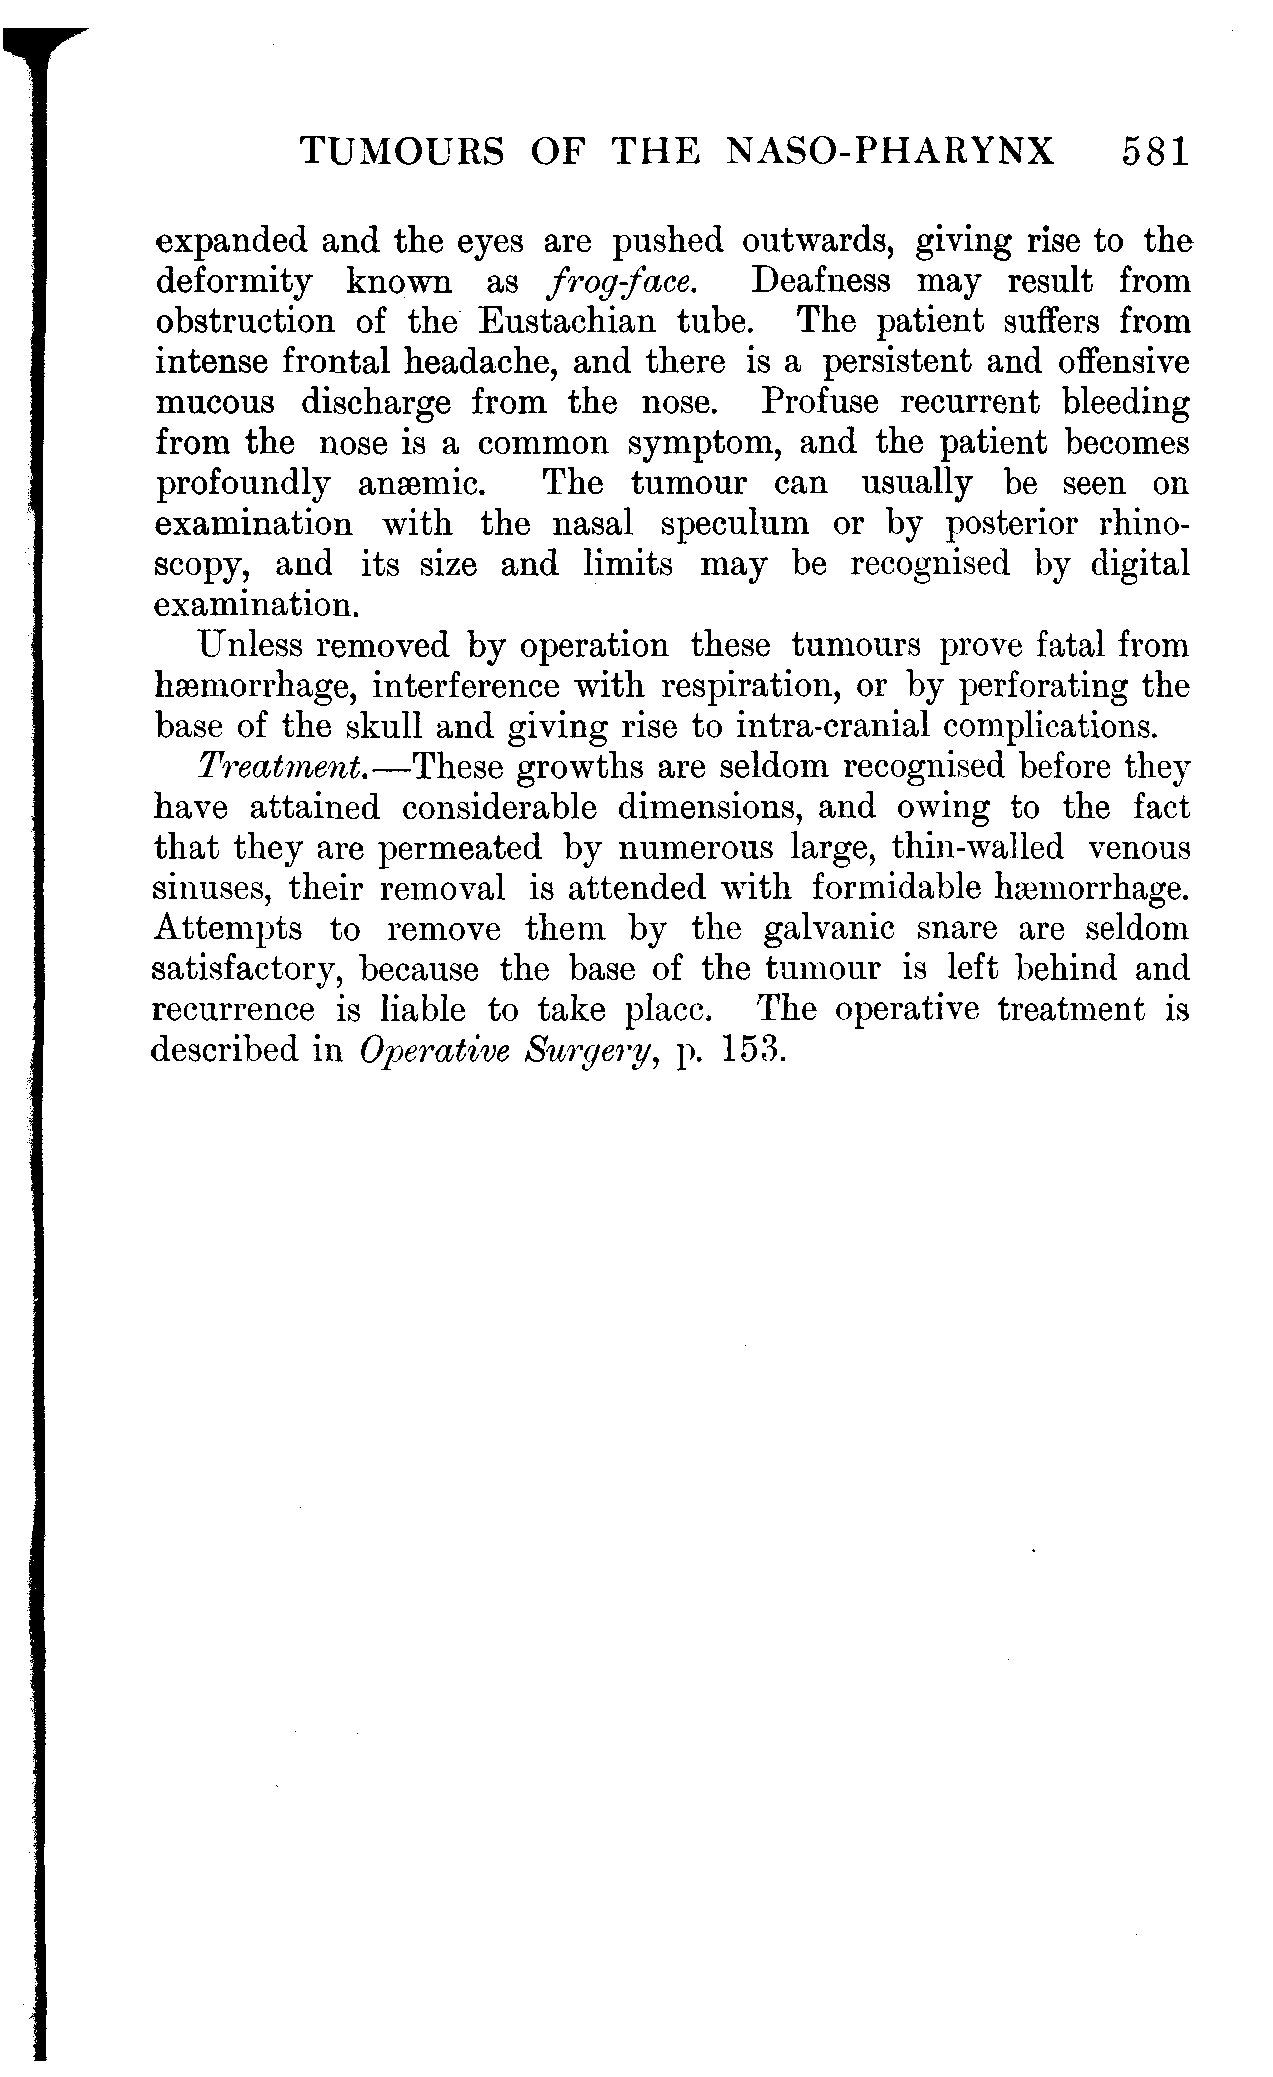 TUMOURS OF THE NASO-PHARYNX 581
expanded and the eyes are pushed outwards, giving rise to the
deformity known as frog-face. Deafness may result from
obstruction of the Eustachian tube. The patient suffers from
intense frontal headache, and there is a persistent and offensive
mucous discharge from the nose. Profuse recurrent bleeding
from the nose is a common symptom, and the patient becomes
profoundly anæmic. The tumour can usually be seen on
examination with the nasal speculum or by posterior rhino-
scopy, and its size and limits may be recognised by digital
examination.
Unless removed by operation these tumours prove fatal from
hæmorrhage, interference with respiration, or by perforating the
base of the skull and giving rise to intra-cranial complications.
Treatment.—These growths are seldom recognised before they
have attained considerable dimensions, and owing to the fact
that they are permeated by numerous large, thin-walled venous
sinuses, their removal is attended with formidable hæmorrhage.
Attempts to remove them by the galvanic snare are seldom
satisfactory, because the base of the tumour is left behind and
recurrence is liable to take place. The operative treatment is
described in Operative Surgery, p. 153.